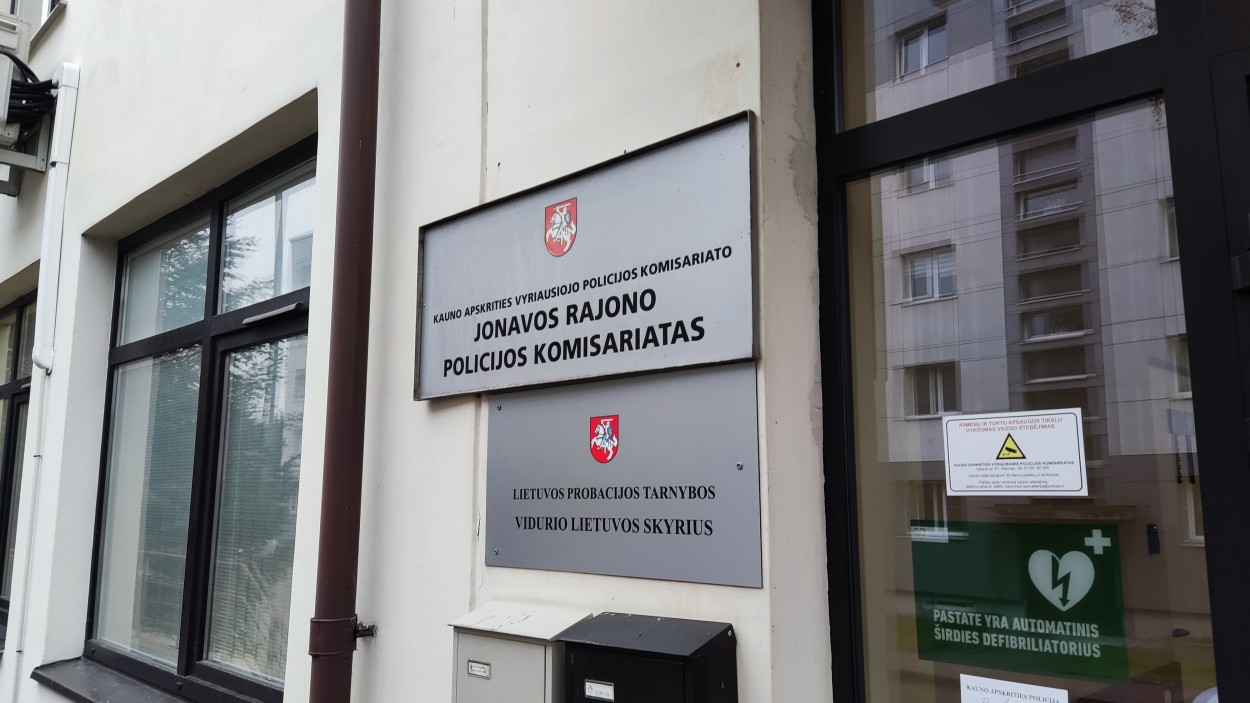 KAUNO APSKRITIES VYRIAUSIOJO POLICIJOS KOMISARIATO
JONAVOS RAJONO
POLICIJOS KOMISARIATAS
LIETUVOS PROBACIJOS TARNYBOS
VIDURIO LIETUVOS SKYRIUS
ASMENŲ IR TURTO APSAUGOS TIKSLU
VYKDOMAS VAIZDO STEBĖJIMAS
KAUNO APSKRITIES VYRIAUSIASIS POLICIJOS KOMISARIATAS
PASTATE YRA AUTOMATINIS
ŠIRDIES DEFIBRILIATORIUS
KAUNO APSKRITIES POLICIJA